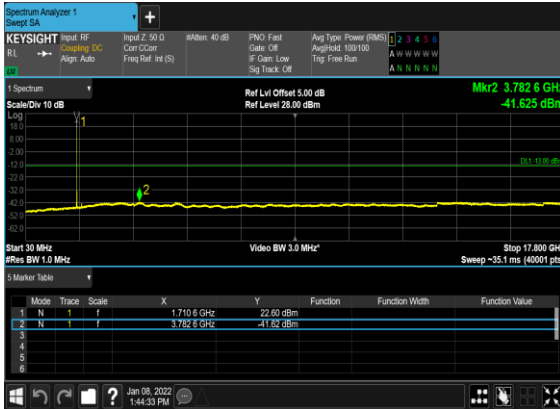 Spectrum Analyzer 1
Swept SA
+
KEYSIGHT
RL
Input: RF
Coupling: DC
Align: Auto
Input Z: 50 Ω
Corr CCorr
Freq Ref: Int (S)
#Atten: 40 dB
PNO: Fast
Gate: Off
IF Gain: Low
Sig Track: Off
Avg Type: Power (RMS)
Avg|Hold: 100/100
Trig: Free Run
1 2 3 4 5 6
A W W W W W
A N N N N N
1 Spectrum
Scale/Div 10 dB
Ref Lvl Offset 5.00 dB
Ref Level 28.00 dBm
Mkr2 3.782 6 GHz
-41.625 dBm
Log
18.0
8.00
-2.00
-12.0
-22.0
-32.0
-42.0
-52.0
-62.0
1
2
DL1 -13.00 dBm
Start 30 MHz
#Res BW 1.0 MHz
Video BW 3.0 MHz*
Stop 17.800 GHz
Sweep ~35.1 ms (40001 pts)
5 Marker Table
Mode Trace Scale X Y Function Function Width Function Value
1 N 1 f 1.710 6 GHz 22.60 dBm
2 N 1 f 3.782 6 GHz -41.62 dBm
3
4
5
6
?
Jan 08, 2022
1:44:33 PM